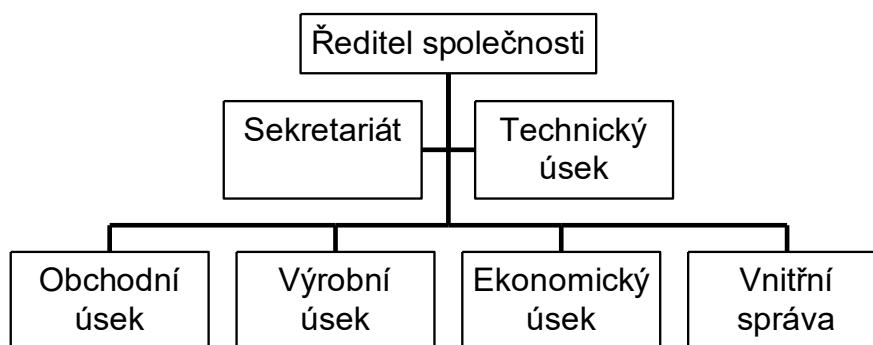 Ředitel společnosti
Sekretariát
Technický
úsek
Obchodní
úsek
Výrobní
úsek
Ekonomický
úsek
Vnitřní
správa